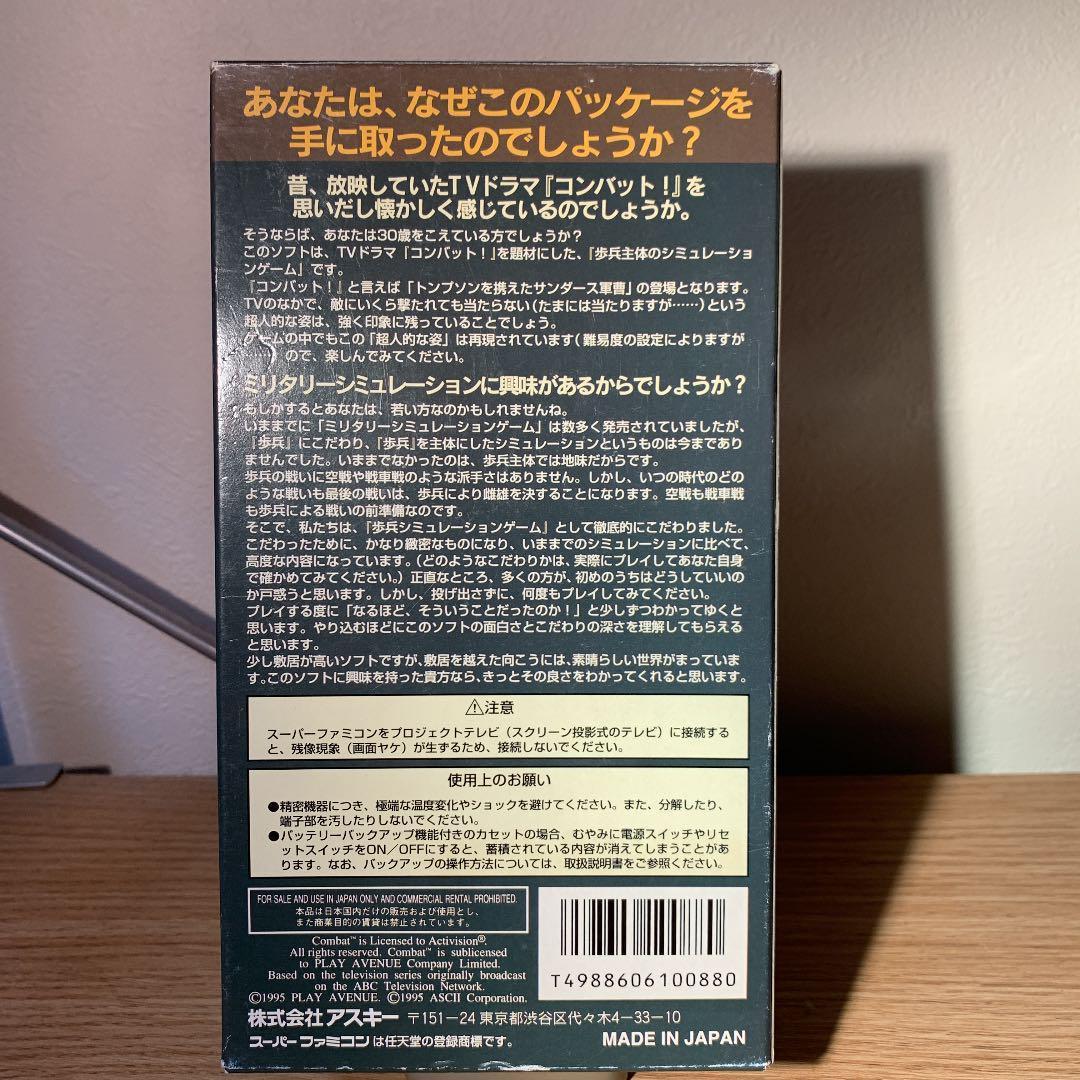 あなたは、なぜこのパッケージを
手に取ったのでしょうか？
昔、放映していたTVドラマ『コンバット！』を
思いだし懐かしく感じているのでしょうか。
そうならば、あなたは30歳をこえている方でしょうか？
このソフトは、TVドラマ『コンバット！』を題材にした、『歩兵主体のシミュレーショ
ンゲーム』です。
『コンバット！』と言えば「トンプソンを携えたサンダース軍曹」の登場となります。
TVのなかで、敵にいくら撃たれても当たらない（たまには当たりますが……）という
超人的な姿は、強く印象に残っていることでしょう。
ゲームの中でもこの「超人的な姿」は再現されています（難易度の設定によりますが
ので、楽しんでみてください。
ミリタリーシミュレーションに興味があるからでしょうか？
もしかするとあなたは、若い方なのかもしれませんね。
いままでに「ミリタリーシミュレーションゲーム」は数多く発売されていましたが、
『歩兵』にこだわり、『歩兵』を主体にしたシミュレーションというものは今まであり
ませんでした。いままでなかったのは、歩兵主体では地味だからです。
歩兵の戦いに空戦や戦車戦のような派手さはありません。しかし、いつの時代のどの
ような戦いも最後の戦いは、歩兵により雌雄を決することになります。空戦も戦車戦
も歩兵による戦いの前準備なのです。
そこで、私たちは、「歩兵シミュレーションゲーム」として徹底的にこだわりました。
こだわったために、かなり緻密なものになり、いままでのシミュレーションに比べて、
高度な内容になっています。（どのようなこだわりかは、実際にプレイしてあなた自身
で確かめてみてください。）正直なところ、多くの方が、初めのうちはどうしていいの
か戸惑うと思います。しかし、投げ出さずに、何度もプレイしてみてください。
プレイする度に「なるほど、そういうことだったのか！」と少しずつわかってゆくと
思います。やり込むほどにこのソフトの面白さとこだわりの深さを理解してもらえる
と思います。
少し敷居が高いソフトですが、敷居を越えた向こうには、素晴らしい世界がまっていま
す。このソフトに興味を持った貴方なら、きっとその良さをわかってくれると思います。
⚠注意
スーパーファミコンをプロジェクトテレビ（スクリーン投影式のテレビ）に接続する
と、残像現象（画面ヤケ）が生ずるため、接続しないでください。
使用上のお願い
●精密機器につき、極端な温度変化やショックを避けてください。また、分解したり、
端子部を汚したりしないでください。
●バッテリーバックアップ機能付きのカセットの場合、むやみに電源スイッチやリセ
ットスイッチをON／OFFにすると、蓄積されている内容が消えてしまうことがあ
ります。なお、バックアップの操作方法については、取扱説明書をご参照ください。
FOR SALE AND USE IN JAPAN ONLY AND COMMERCIAL RENTAL PROHIBITED.
本品は日本国内だけの販売および使用とし、
また商業目的の賃貸は禁止されています。
Combat™ is Licensed to Activision®.
All rights reserved. Combat™ is sublicensed
to PLAY AVENUE Company Limited.
Based on the television series originally broadcast
on the ABC Television Network.
©1995 PLAY AVENUE. ©1995 ASCII Corporation.
T4988606100880
株式会社アスキー 〒151-24 東京都渋谷区代々木4-33-10
スーパーファミコンは任天堂の登録商標です。
MADE IN JAPAN